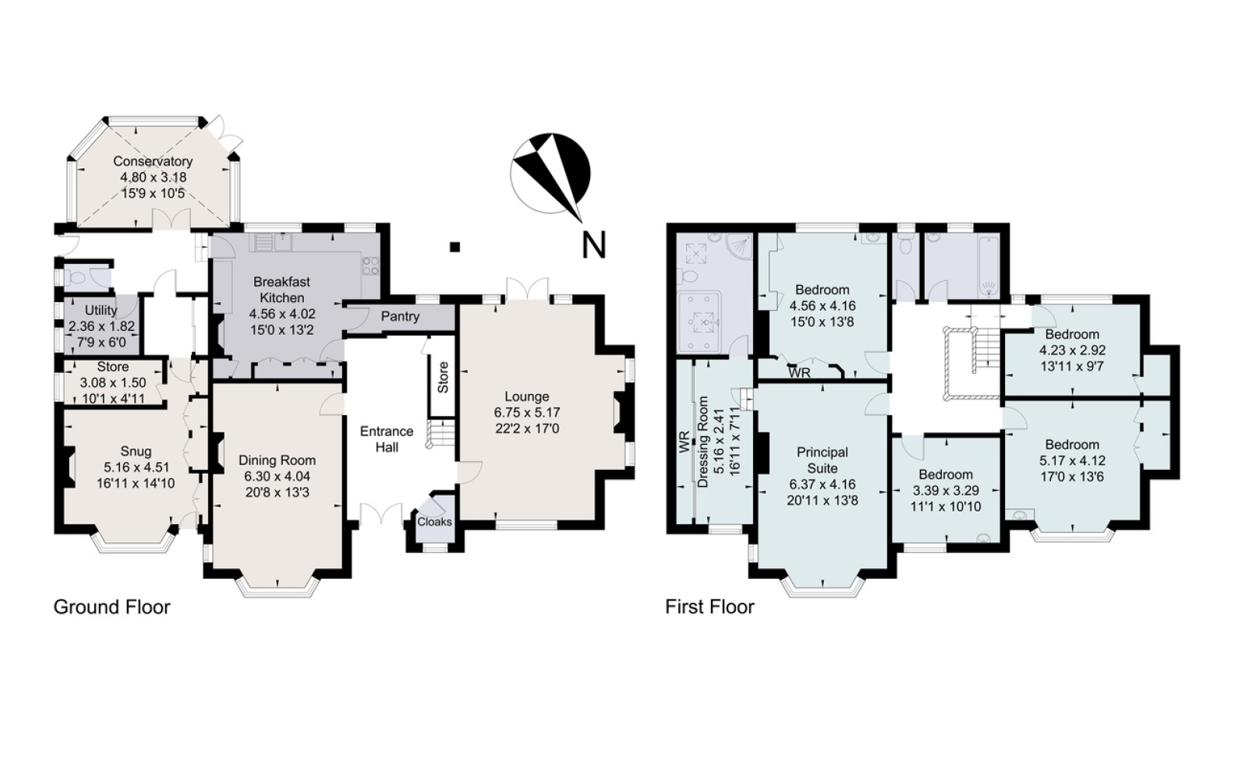 Conservatory
4.80 x 3.18
15'9 x 10'5
N
Breakfast
Kitchen
4.56 x 4.02
15'0 x 13'2
Pantry
Utility
2.36 x 1.82
7'9 x 6'0
Store
3.08 x 1.50
10'1 x 4'11
Store
Lounge
6.75 x 5.17
22'2 x 17'0
Entrance
Hall
Snug
5.16 x 4.51
16'11 x 14'10
Dining Room
6.30 x 4.04
20'8 x 13'3
Cloaks
Ground Floor
Bedroom
4.56 x 4.16
15'0 x 13'8
WR
Bedroom
4.23 x 2.92
13'11 x 9'7
WR
Dressing Room
5.16 x 2.41
16'11 x 7'11
Principal
Suite
6.37 x 4.16
20'11 x 13'8
Bedroom
3.39 x 3.29
11'1 x 10'10
Bedroom
5.17 x 4.12
17'0 x 13'6
First Floor